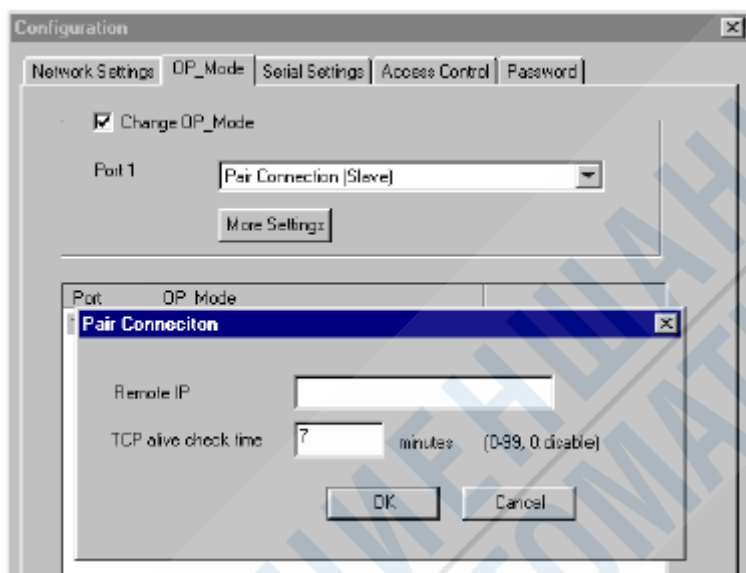 Configuration
Network Settings OP_Mode Serial Settings Access Control Password
Change OP_Mode
Port 1 Pair Connection (Slave)
More Settings
Port OP_Mode
Pair Conneciton
Remote IP
TCP alive check time 7 minutes (0-99, 0:disable)
OK Cancel